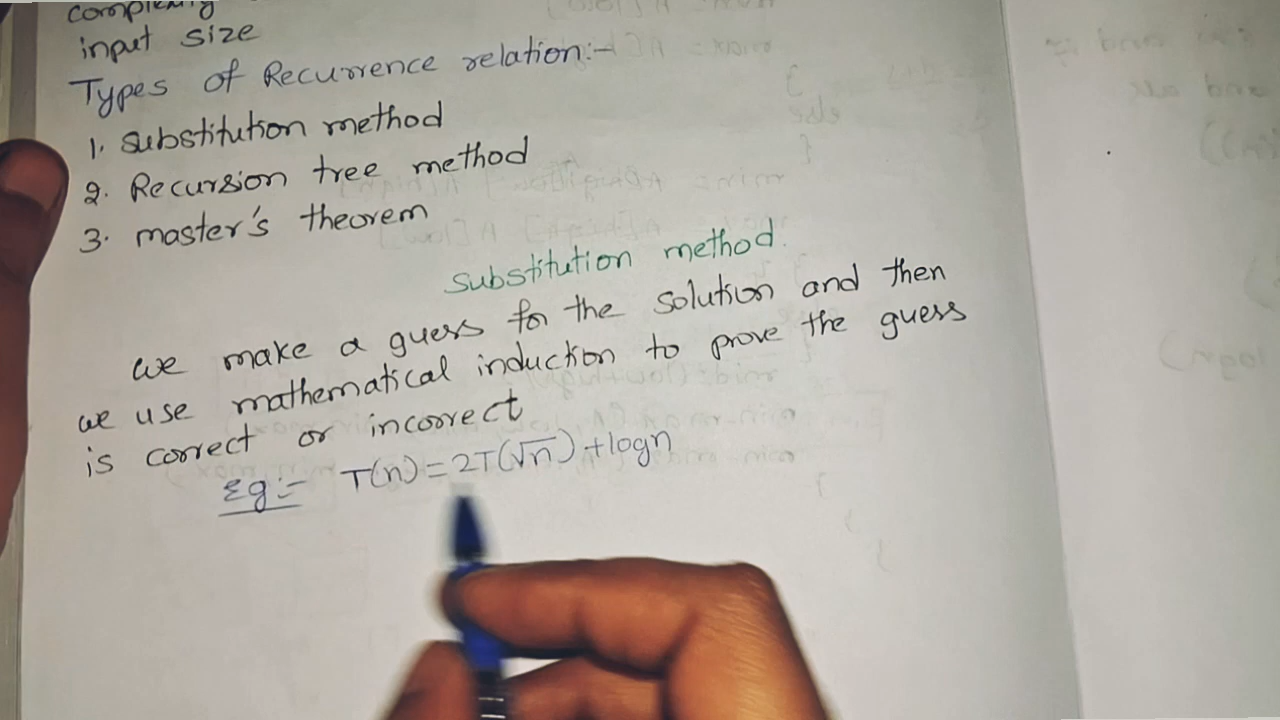 complexity
input size
Types of Recurrence relation:-
1. substitution method
2. Recursion tree method
3. master's theorem
substitution method.
we make a guess for the solution and then
we use mathematical induction to prove the guess
is correct or incorrect
Eg:- T(n)=2T(√n)+logn